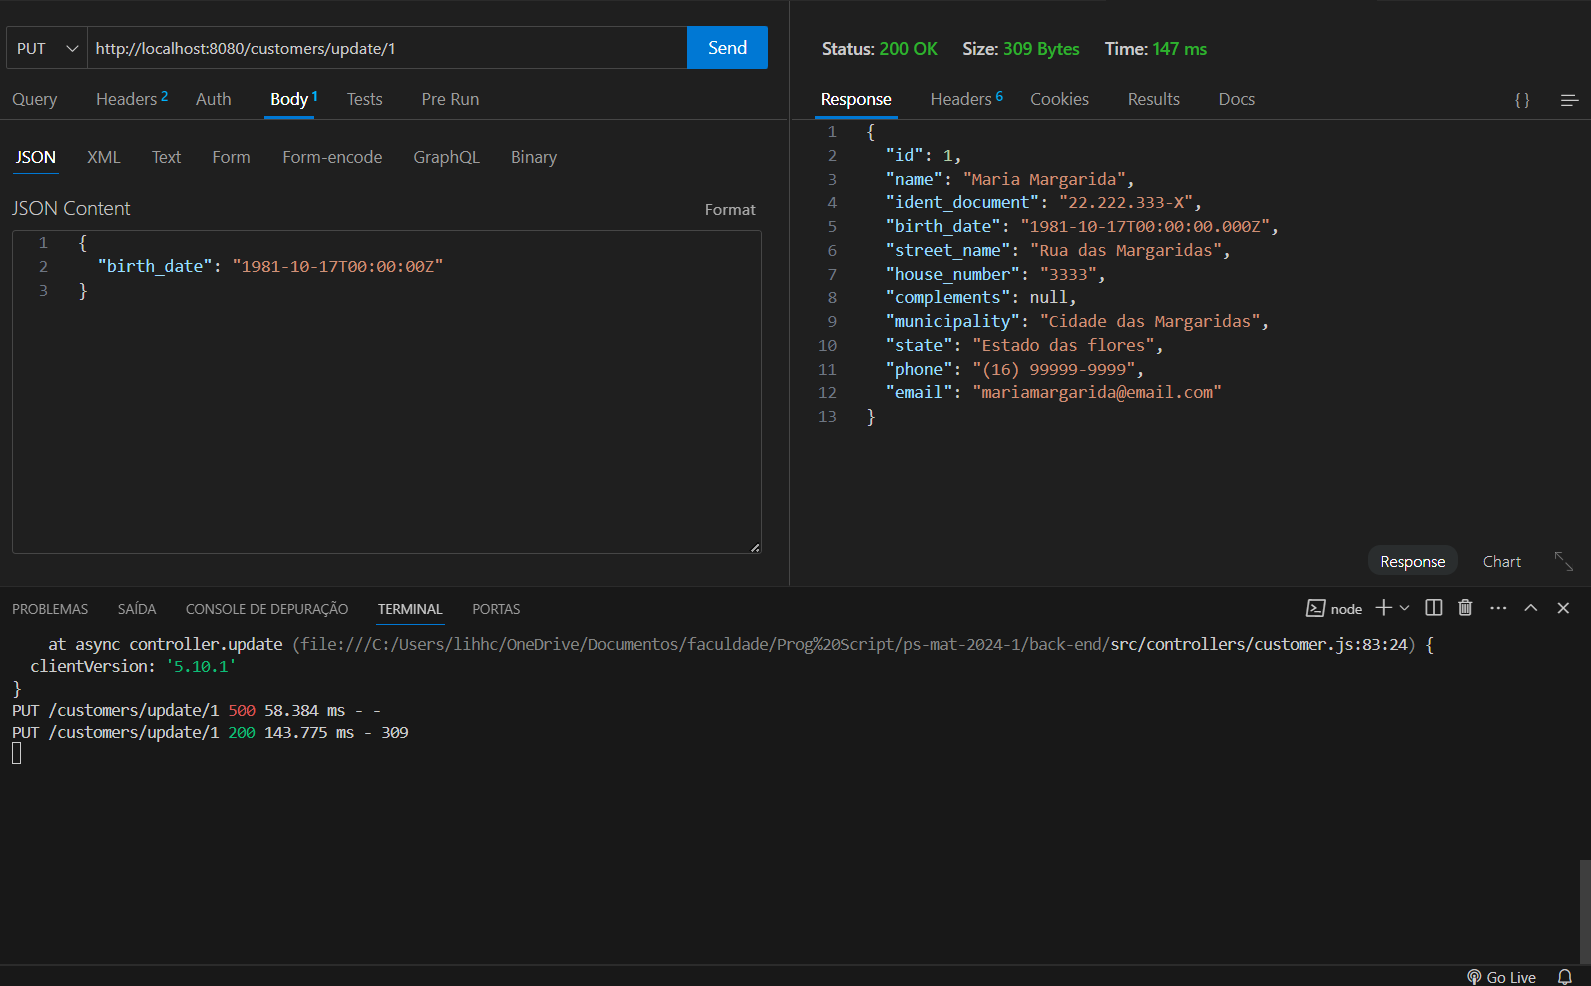 PUT http://localhost:8080/customers/update/1 Send
Query Headers 2 Auth Body 1 Tests Pre Run
JSON XML Text Form Form-encode GraphQL Binary
JSON Content Format
1 {
2 "birth_date": "1981-10-17T00:00:00Z"
3 }
Status: 200 OK Size: 309 Bytes Time: 147 ms
Response Headers 6 Cookies Results Docs { }
1 {
2 "id": 1,
3 "name": "Maria Margarida",
4 "ident_document": "22.222.333-X",
5 "birth_date": "1981-10-17T00:00:00.000Z",
6 "street_name": "Rua das Margaridas",
7 "house_number": "3333",
8 "complements": null,
9 "municipality": "Cidade das Margaridas",
10 "state": "Estado das flores",
11 "phone": "(16) 99999-9999",
12 "email": "mariamargarida@email.com"
13 }
Response Chart
PROBLEMAS SAÍDA CONSOLE DE DEPURAÇÃO TERMINAL PORTAS node
at async controller.update (file:///C:/Users/lihhc/OneDrive/Documentos/faculdade/Prog%20Script/ps-mat-2024-1/back-end/src/controllers/customer.js:83:24) {
clientVersion: '5.10.1'
}
PUT /customers/update/1 500 58.384 ms - -
PUT /customers/update/1 200 143.775 ms - 309
Go Live